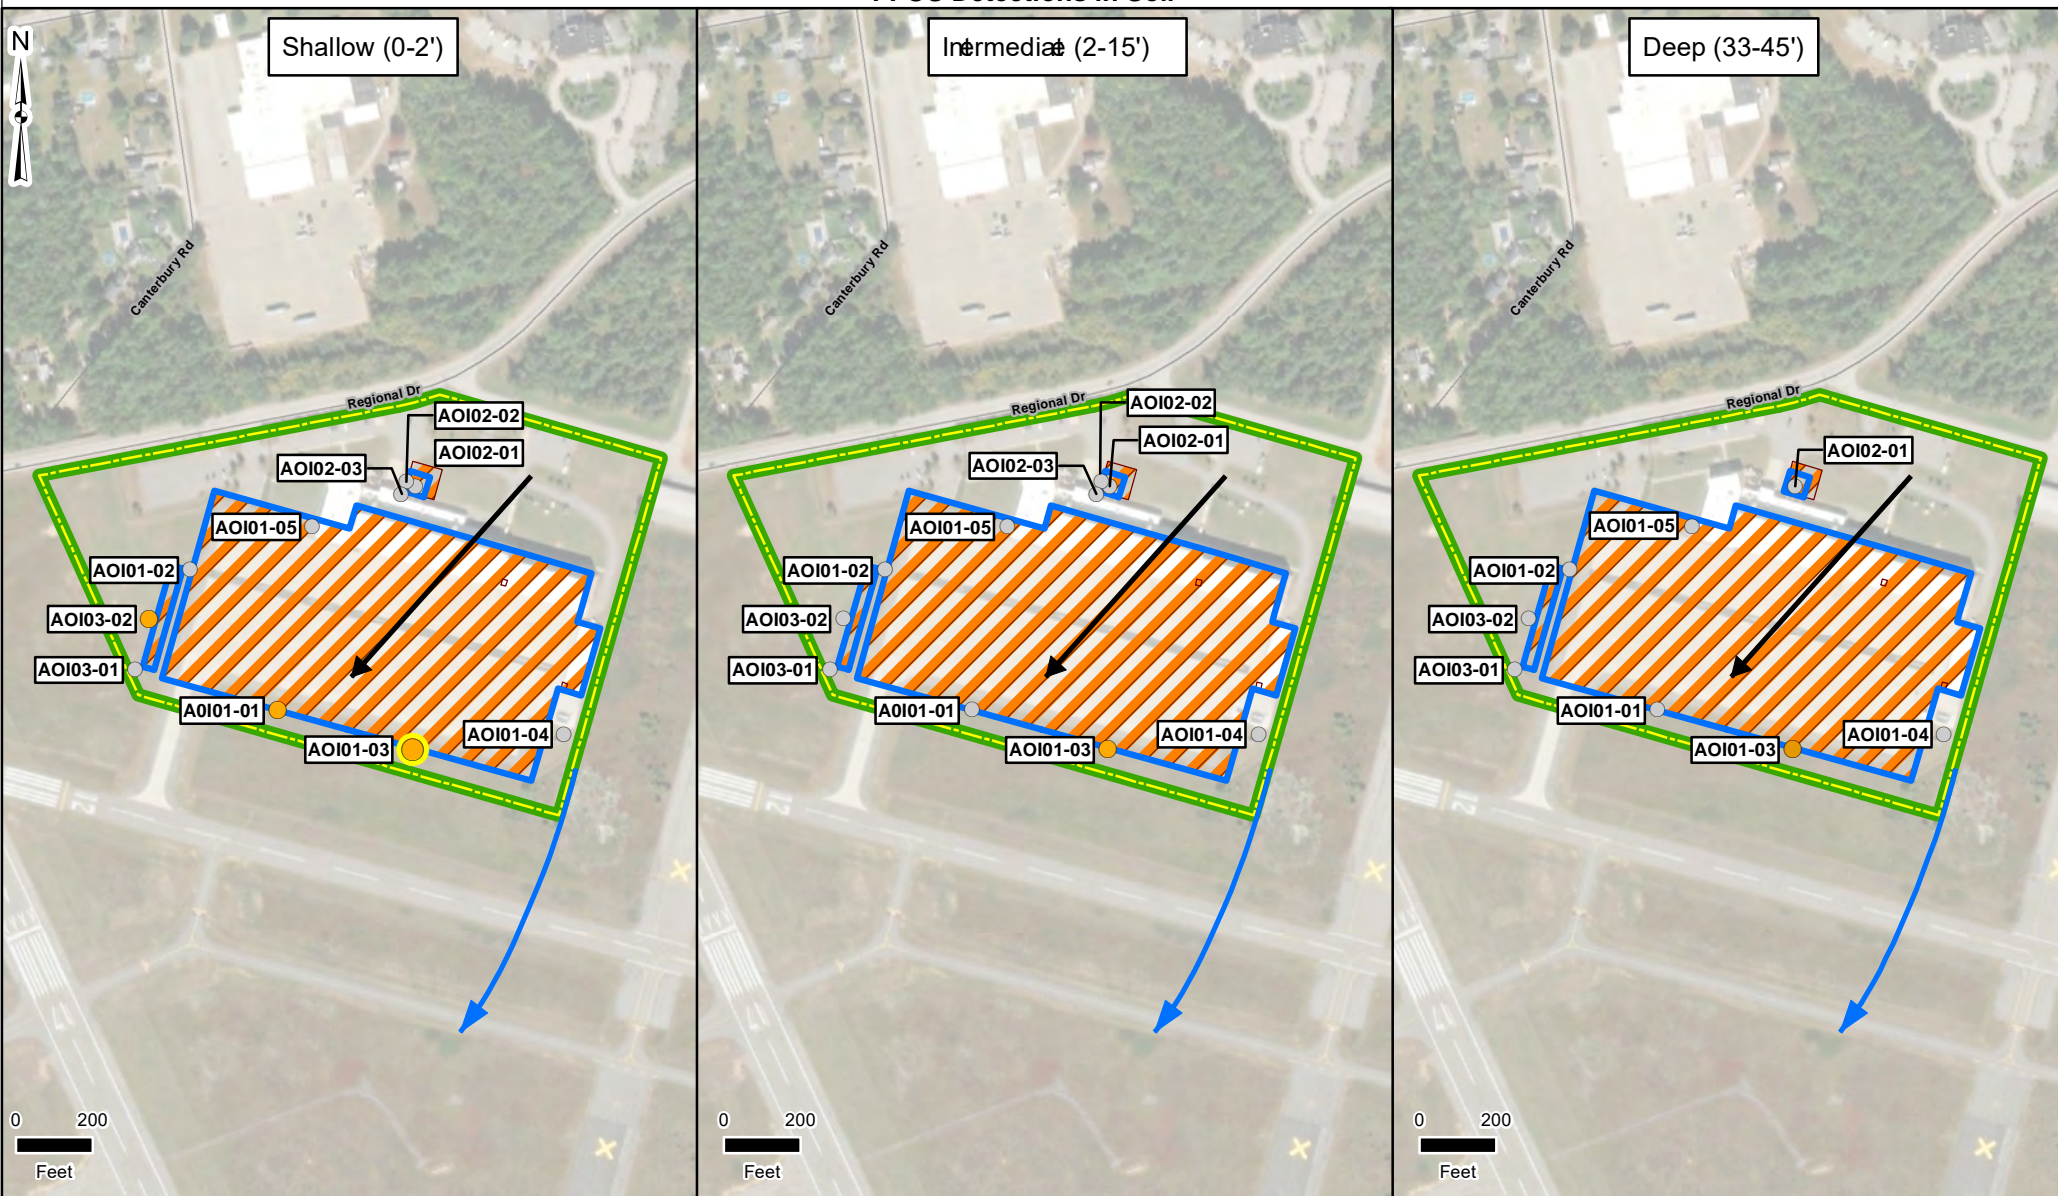 N
Shallow (0-2')
Canterbury Rd
Regional Dr
AOI02-02
AOI02-01
AOI02-03
AOI01-05
AOI01-02
AOI03-02
AOI03-01
A0I01-01
AOI01-03
AOI01-04
0 200
Feet
Intermediate (2-15')
Canterbury Rd
Regional Dr
AOI02-02
AOI02-01
AOI02-03
AOI01-05
AOI01-02
AOI03-02
AOI03-01
A0I01-01
AOI01-03
AOI01-04
0 200
Feet
Deep (33-45')
Canterbury Rd
Regional Dr
AOI02-01
AOI01-05
AOI01-02
AOI03-02
AOI03-01
AOI01-01
AOI01-03
AOI01-04
0 200
Feet